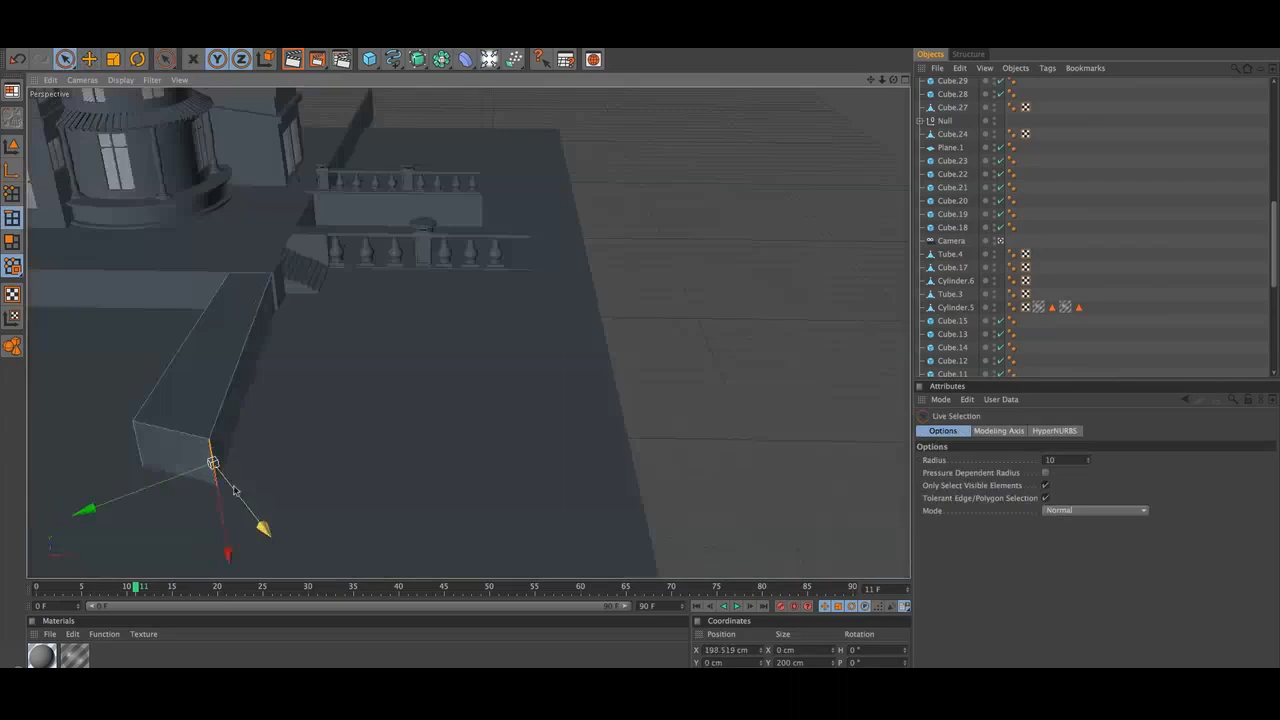 Objects Structure
File Edit View Objects Tags Bookmarks
Edit Cameras Display Filter View
Perspective
Cube.29
Cube.28
Cube.27
Null
Cube.24
Plane.1
Cube.23
Cube.22
Cube.21
Cube.20
Cube.19
Cube.18
Camera
Tube.4
Cube.17
Cylinder.6
Tube.3
Cylinder.5
Cube.15
Cube.13
Cube.14
Cube.12
Cube.11
Attributes
Mode Edit User Data
Live Selection
Options Modeling Axis HyperNURBS
Options
Radius 10
Pressure Dependent Radius
Only Select Visible Elements
Tolerant Edge/Polygon Selection
Mode Normal
0 5 10 11 15 20 25 30 35 40 45 50 55 60 65 70 75 80 85 90 11 F
0 F 0 F 90 F 90 F
Materials
File Edit Function Texture
Coordinates
Position Size Rotation
X 198.519 cm X 0 cm H 0 °
Y 0 cm Y 200 cm P 0 °